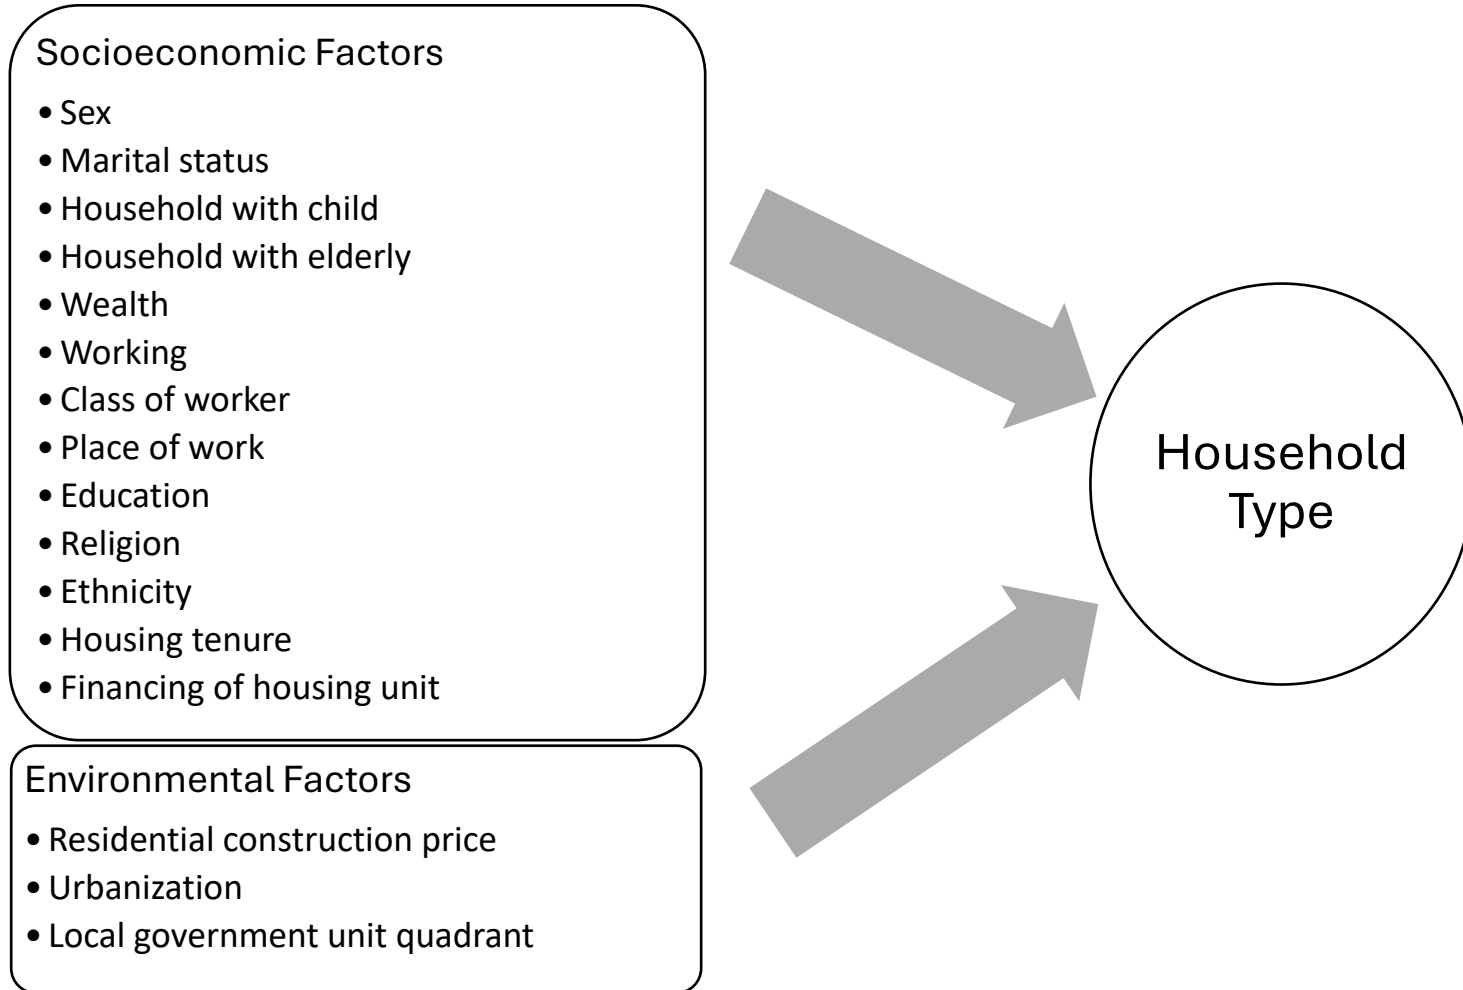 Socioeconomic Factors
• Sex
• Marital status
• Household with child
• Household with elderly
• Wealth
• Working
• Class of worker
• Place of work
• Education
• Religion
• Ethnicity
• Housing tenure
• Financing of housing unit
Environmental Factors
• Residential construction price
• Urbanization
• Local government unit quadrant
Household
Type